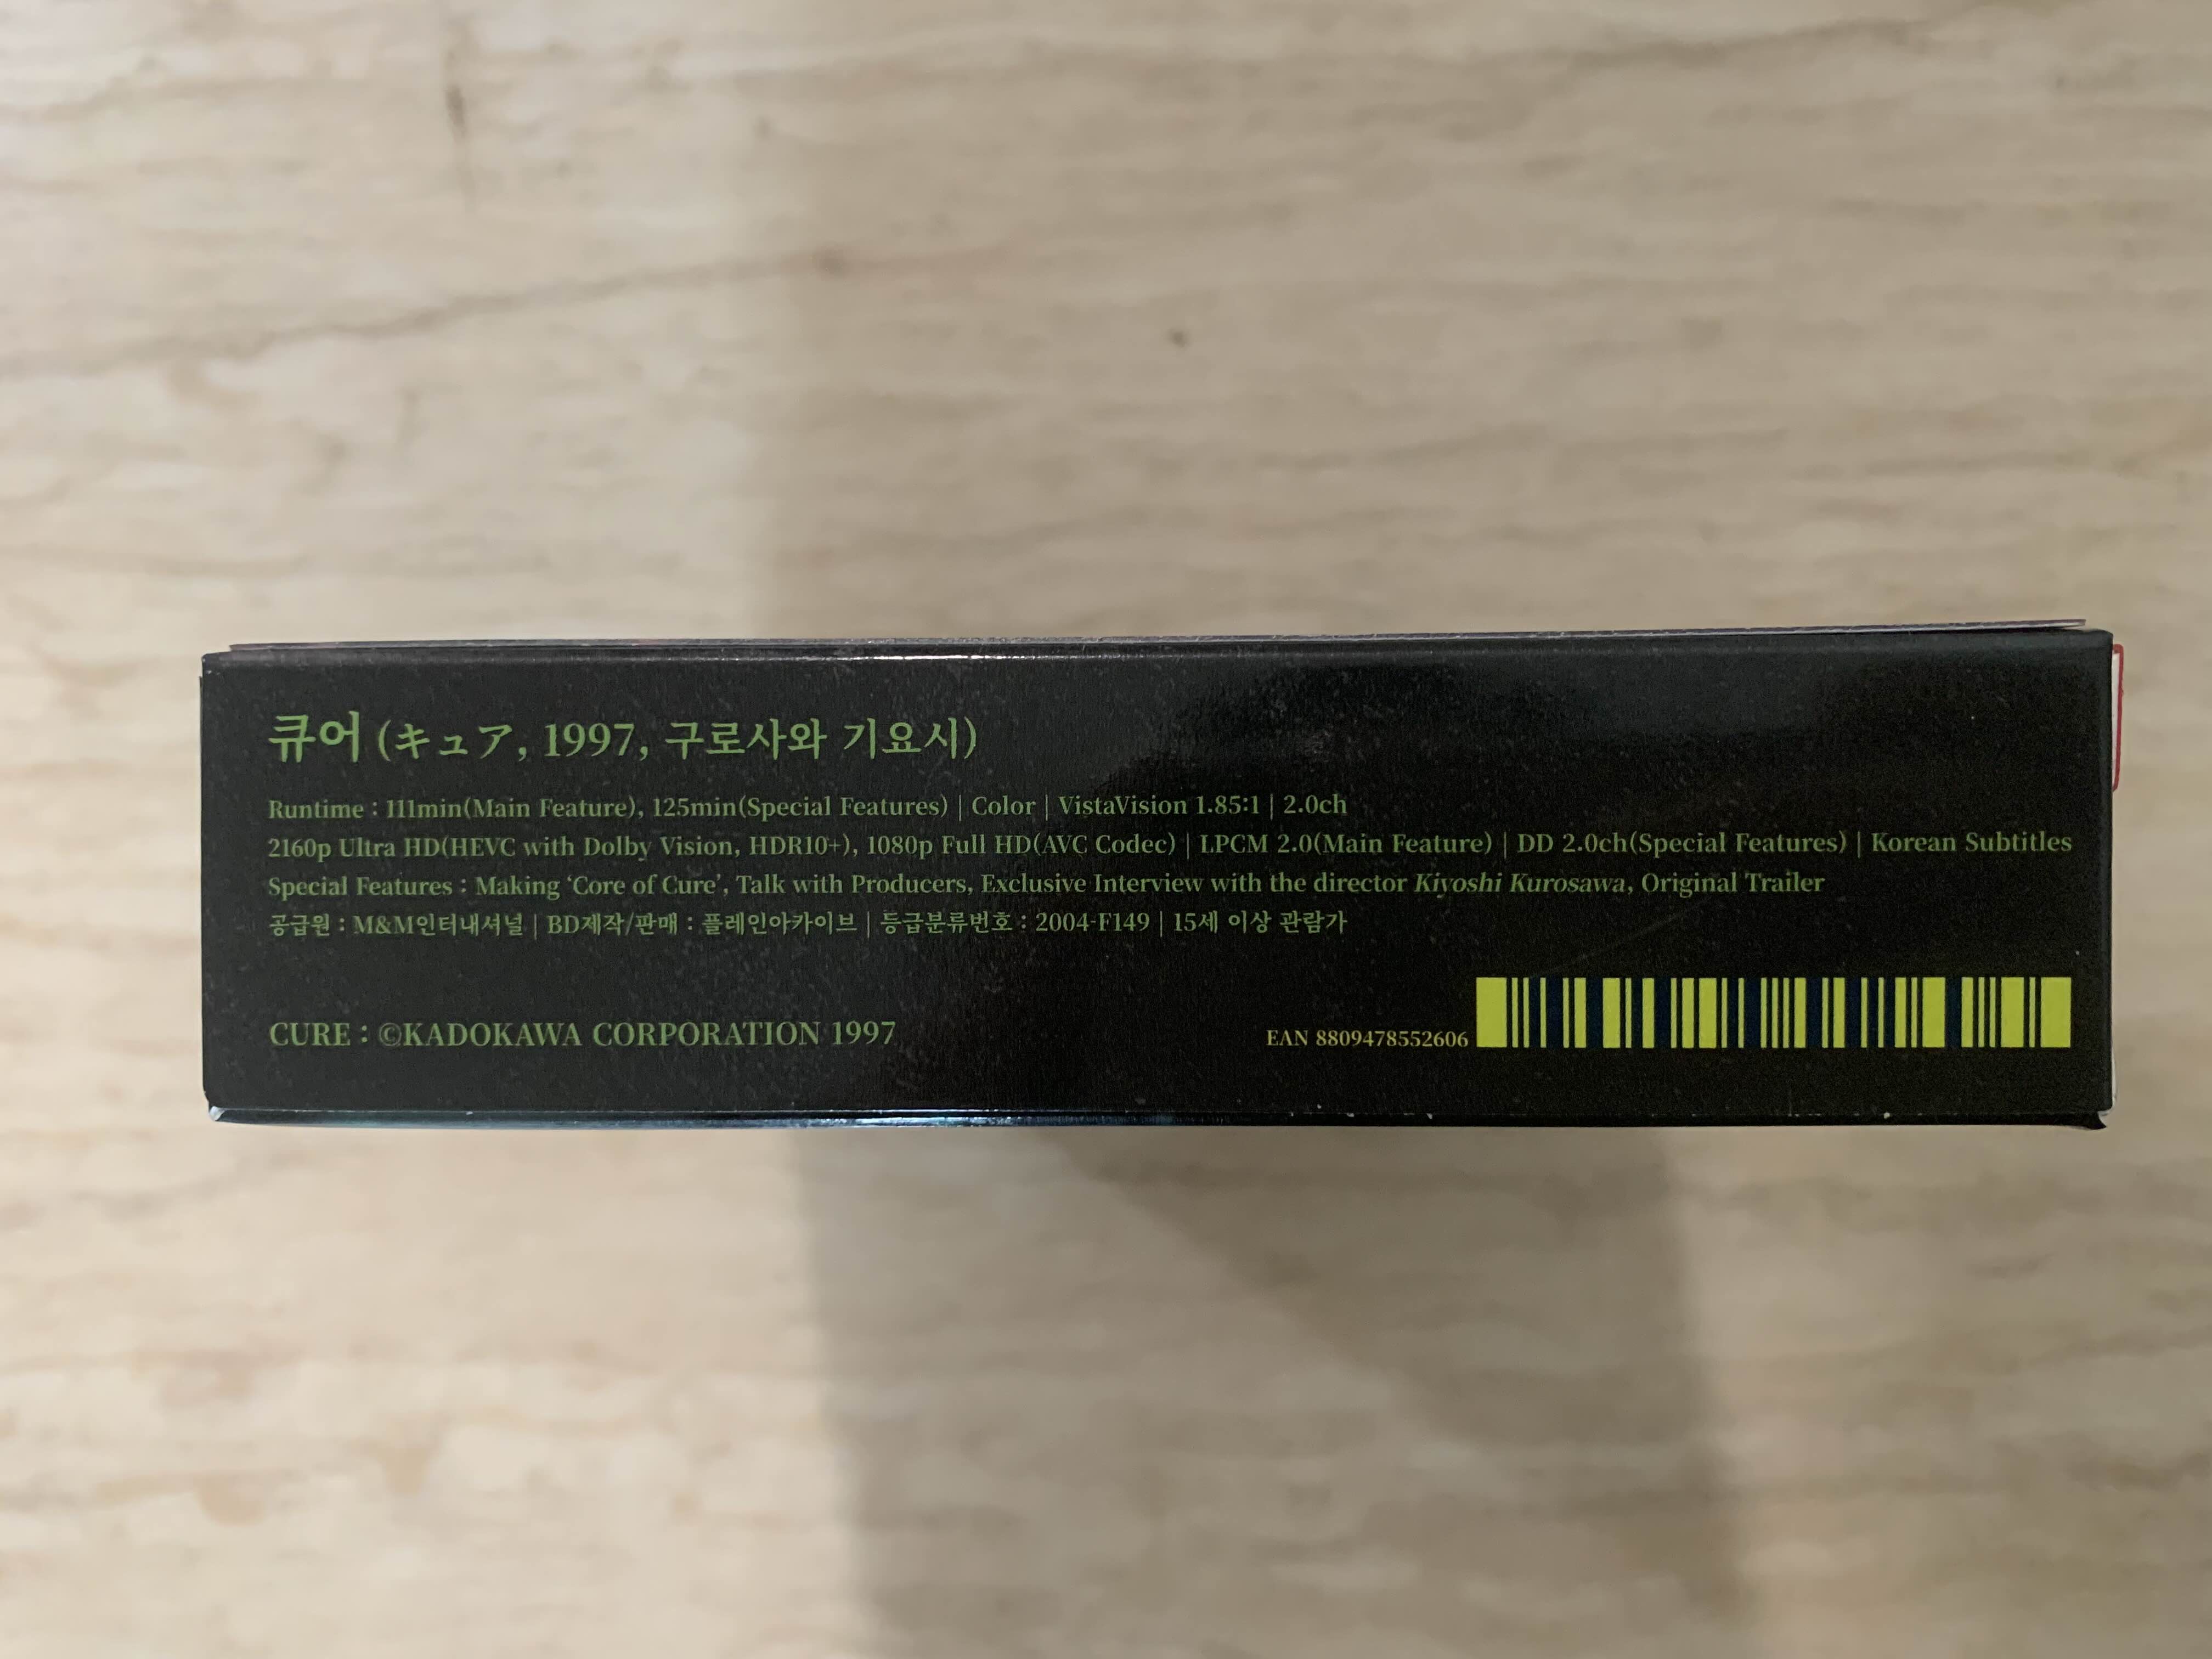 큐어 (キュア, 1997, 구로사와 기요시)
Runtime : 111min(Main Feature), 125min(Special Features) | Color | VistaVision 1.85:1 | 2.0ch
2160p Ultra HD(HEVC with Dolby Vision, HDR10+), 1080p Full HD(AVC Codec) | LPCM 2.0(Main Feature) | DD 2.0ch(Special Features) | Korean Subtitles
Special Features : Making ‘Core of Cure’, Talk with Producers, Exclusive Interview with the director Kiyoshi Kurosawa, Original Trailer
공급원 : M&M인터내셔널 | BD제작/판매 : 플레인아카이브 | 등급분류번호 : 2004-F149 | 15세 이상 관람가
CURE : ©KADOKAWA CORPORATION 1997
EAN 8809478552606